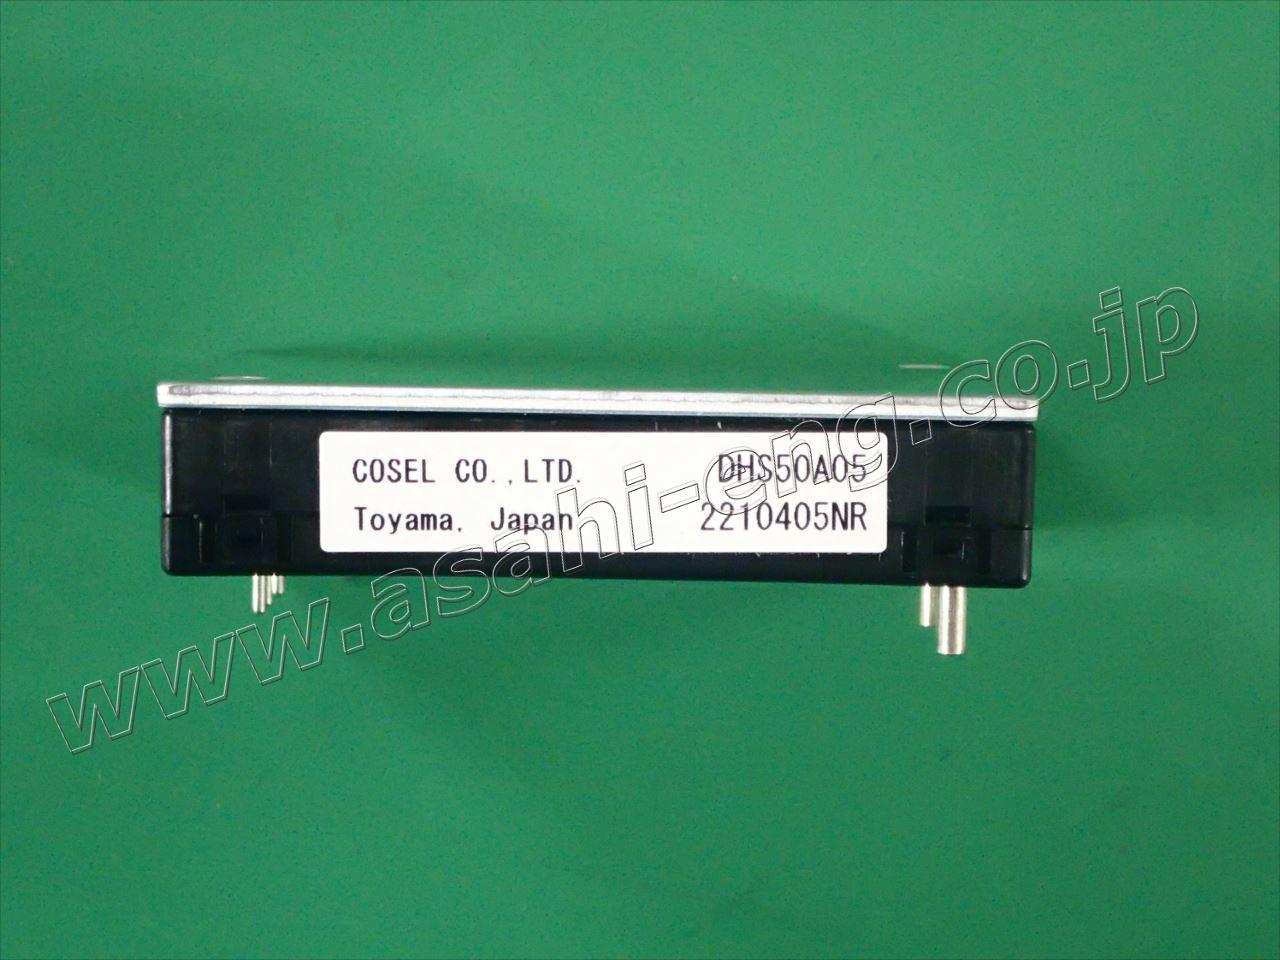 COSEL CO.,LTD. DHS50A05
Toyama, Japan 2210405NR
www.asahi-eng.co.jp